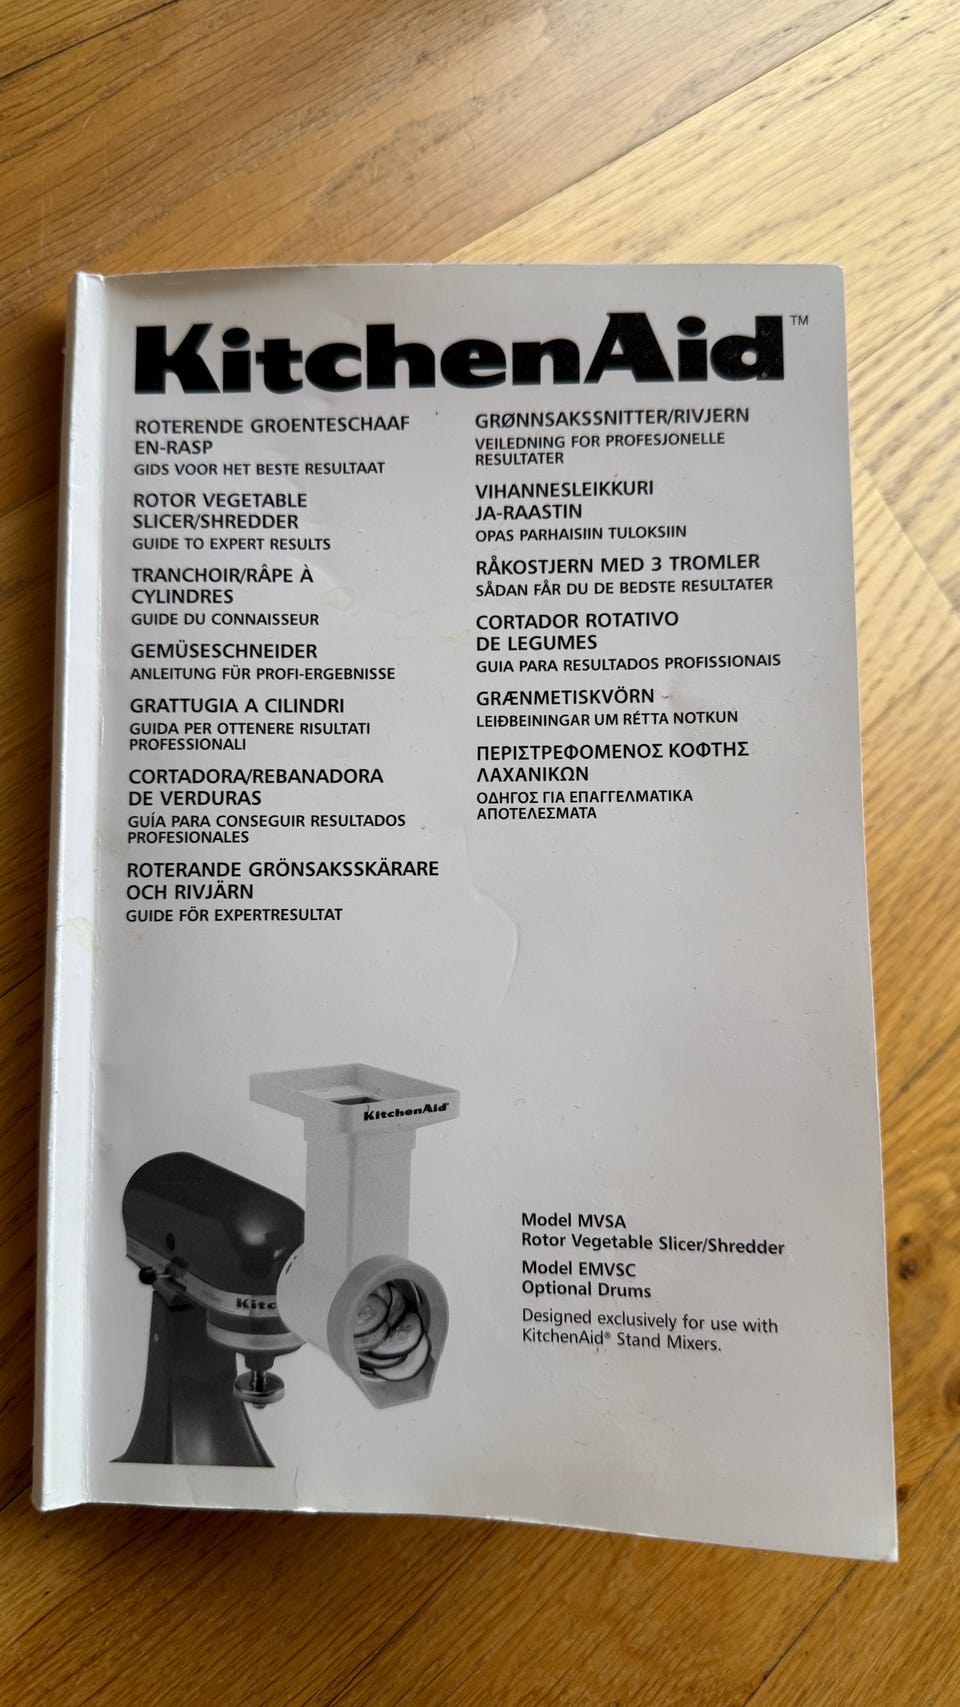 KitchenAid™
ROTERENDE GROENTESCHAAF
EN-RASP
GIDS VOOR HET BESTE RESULTAAT
ROTOR VEGETABLE
SLICER/SHREDDER
GUIDE TO EXPERT RESULTS
TRANCHOIR/RÂPE À
CYLINDRES
GUIDE DU CONNAISSEUR
GEMÜSESCHNEIDER
ANLEITUNG FÜR PROFI-ERGEBNISSE
GRATTUGIA A CILINDRI
GUIDA PER OTTENERE RISULTATI
PROFESSIONALI
CORTADORA/REBANADORA
DE VERDURAS
GUÍA PARA CONSEGUIR RESULTADOS
PROFESIONALES
ROTERANDE GRÖNSAKSSKÄRARE
OCH RIVJÄRN
GUIDE FÖR EXPERTRESULTAT
GRØNNSAKSSNITTER/RIVJERN
VEILEDNING FOR PROFESJONELLE
RESULTATER
VIHANNESLEIKKURI
JA-RAASTIN
OPAS PARHAISIIN TULOKSIIN
RÅKOSTJERN MED 3 TROMLER
SÅDAN FÅR DU DE BEDSTE RESULTATER
CORTADOR ROTATIVO
DE LEGUMES
GUIA PARA RESULTADOS PROFISSIONAIS
GRÆNMETISKVÖRN
LEIÐBEININGAR UM RÉTTA NOTKUN
ΠΕΡΙΣΤΡΕΦΟΜΕΝΟΣ ΚΟΦΤΗΣ
ΛΑΧΑΝΙΚΩΝ
ΟΔΗΓΟΣ ΓΙΑ ΕΠΑΓΓΕΛΜΑΤΙΚΑ
ΑΠΟΤΕΛΕΣΜΑΤΑ
KitchenAid®
Kitc
Model MVSA
Rotor Vegetable Slicer/Shredder
Model EMVSC
Optional Drums
Designed exclusively for use with
KitchenAid® Stand Mixers.